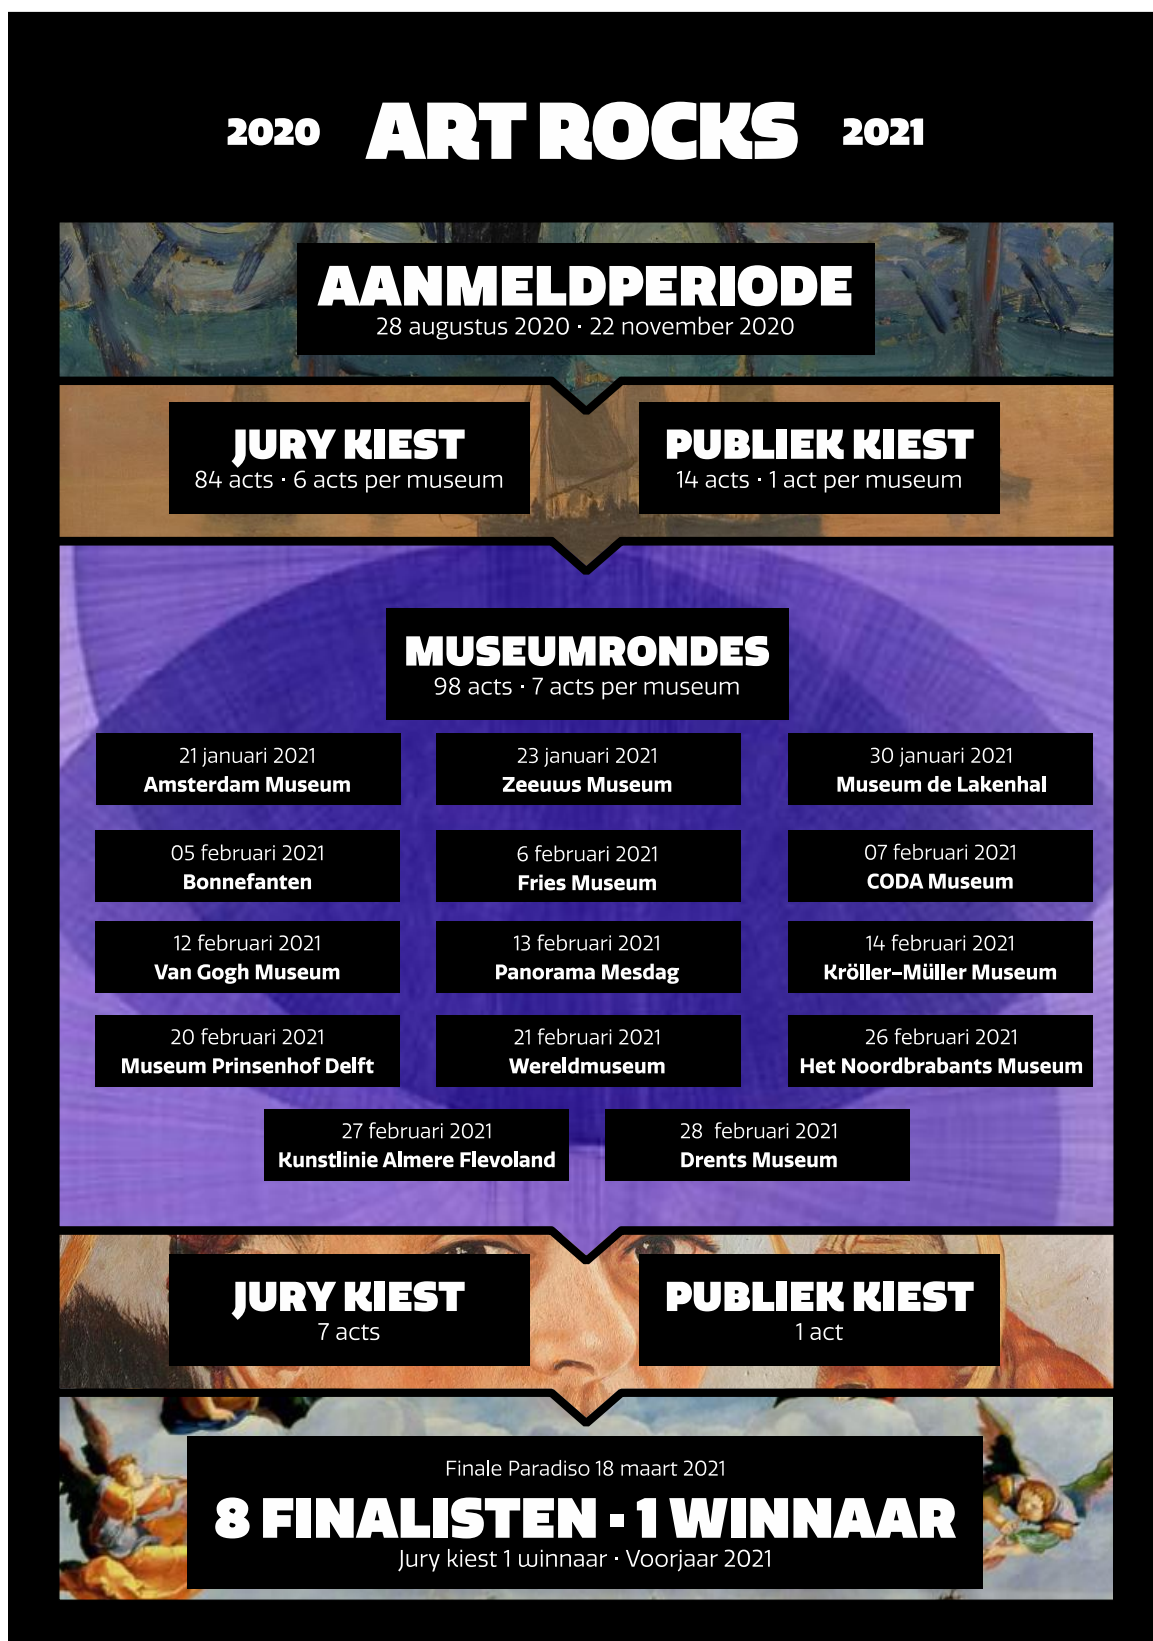 2020 ART ROCKS 2021
AANMELDPERIODE
28 augustus 2020 · 22 november 2020
JURY KIEST
84 acts · 6 acts per museum
PUBLIEK KIEST
14 acts · 1 act per museum
MUSEUMRONDES
98 acts · 7 acts per museum
21 januari 2021
Amsterdam Museum
23 januari 2021
Zeeuws Museum
30 januari 2021
Museum de Lakenhal
05 februari 2021
Bonnefanten
6 februari 2021
Fries Museum
07 februari 2021
CODA Museum
12 februari 2021
Van Gogh Museum
13 februari 2021
Panorama Mesdag
14 februari 2021
Kröller-Müller Museum
20 februari 2021
Museum Prinsenhof Delft
21 februari 2021
Wereldmuseum
26 februari 2021
Het Noordbrabants Museum
27 februari 2021
Kunstlinie Almere Flevoland
28 februari 2021
Drents Museum
JURY KIEST
7 acts
PUBLIEK KIEST
1 act
Finale Paradiso 18 maart 2021
8 FINALISTEN · 1 WINNAAR
Jury kiest 1 winnaar · Voorjaar 2021